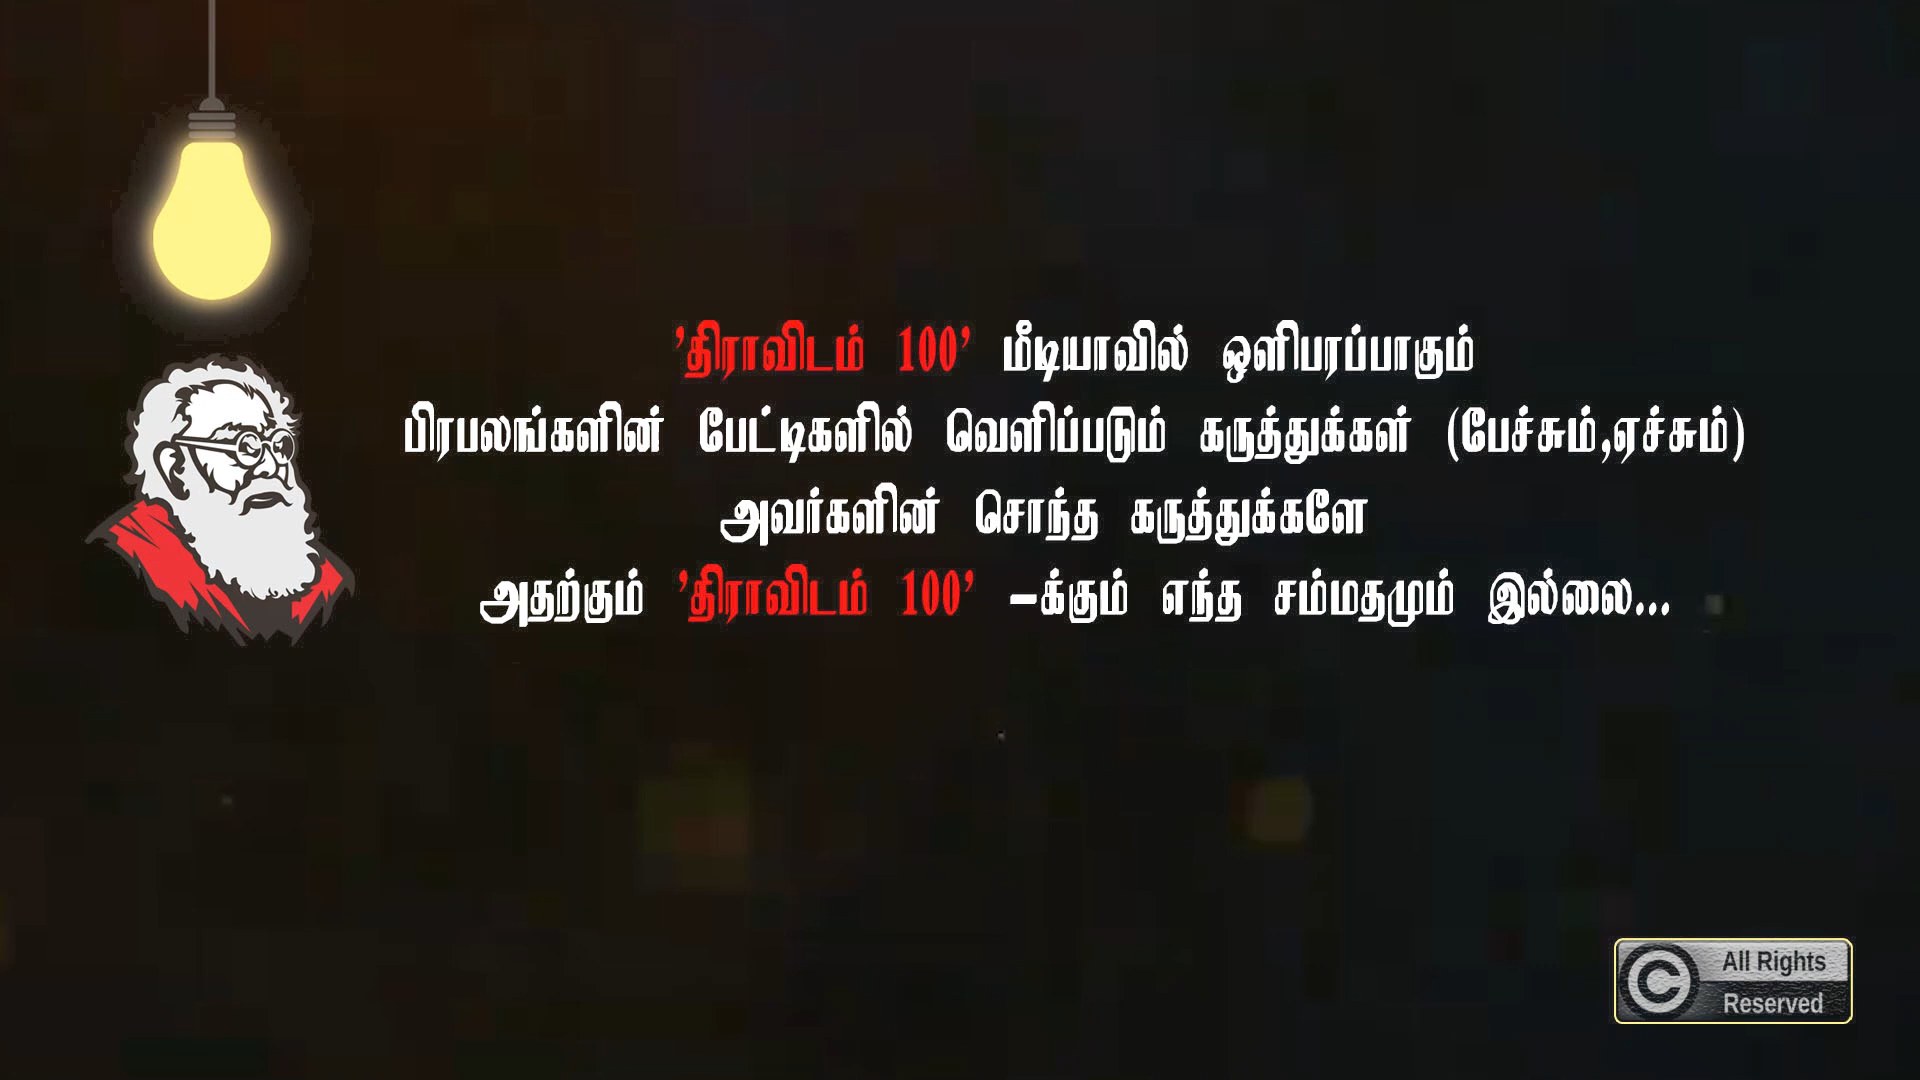 ’திராவிடம் 100’ மீடியாவில் ஒளிபரப்பாகும்
பிரபலங்களின் பேட்டிகளில் வெளிப்படும் கருத்துக்கள் (பேச்சும்,ஏச்சும்)
அவர்களின் சொந்த கருத்துக்களே
அதற்கும் ’திராவிடம் 100’ –க்கும் எந்த சம்மதமும் இல்லை...
© All Rights
Reserved